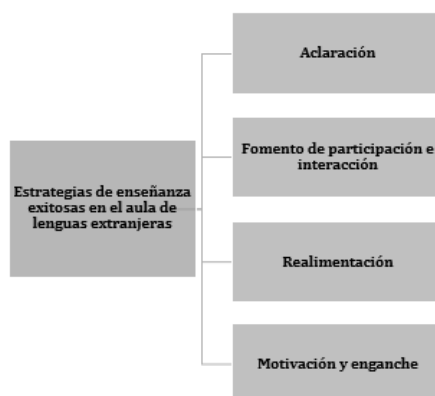 Aclaración
Fomento de participación e
interacción
Estrategias de enseñanza
exitosas en el aula de
lenguas extranjeras
Realimentación
Motivación y enganche